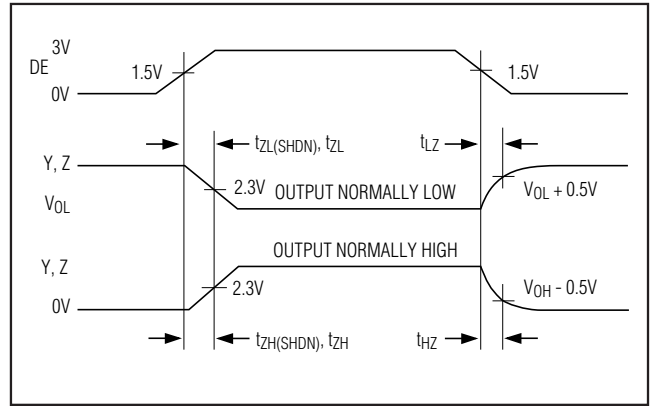 3V
DE
1.5V
1.5V
0V
tZL(SHDN), tZL
tLZ
Y, Z
2.3V
OUTPUT NORMALLY LOW
VOL + 0.5V
VOL
OUTPUT NORMALLY HIGH
Y, Z
2.3V
VOH - 0.5V
0V
tZH(SHDN), tZH
tHZ